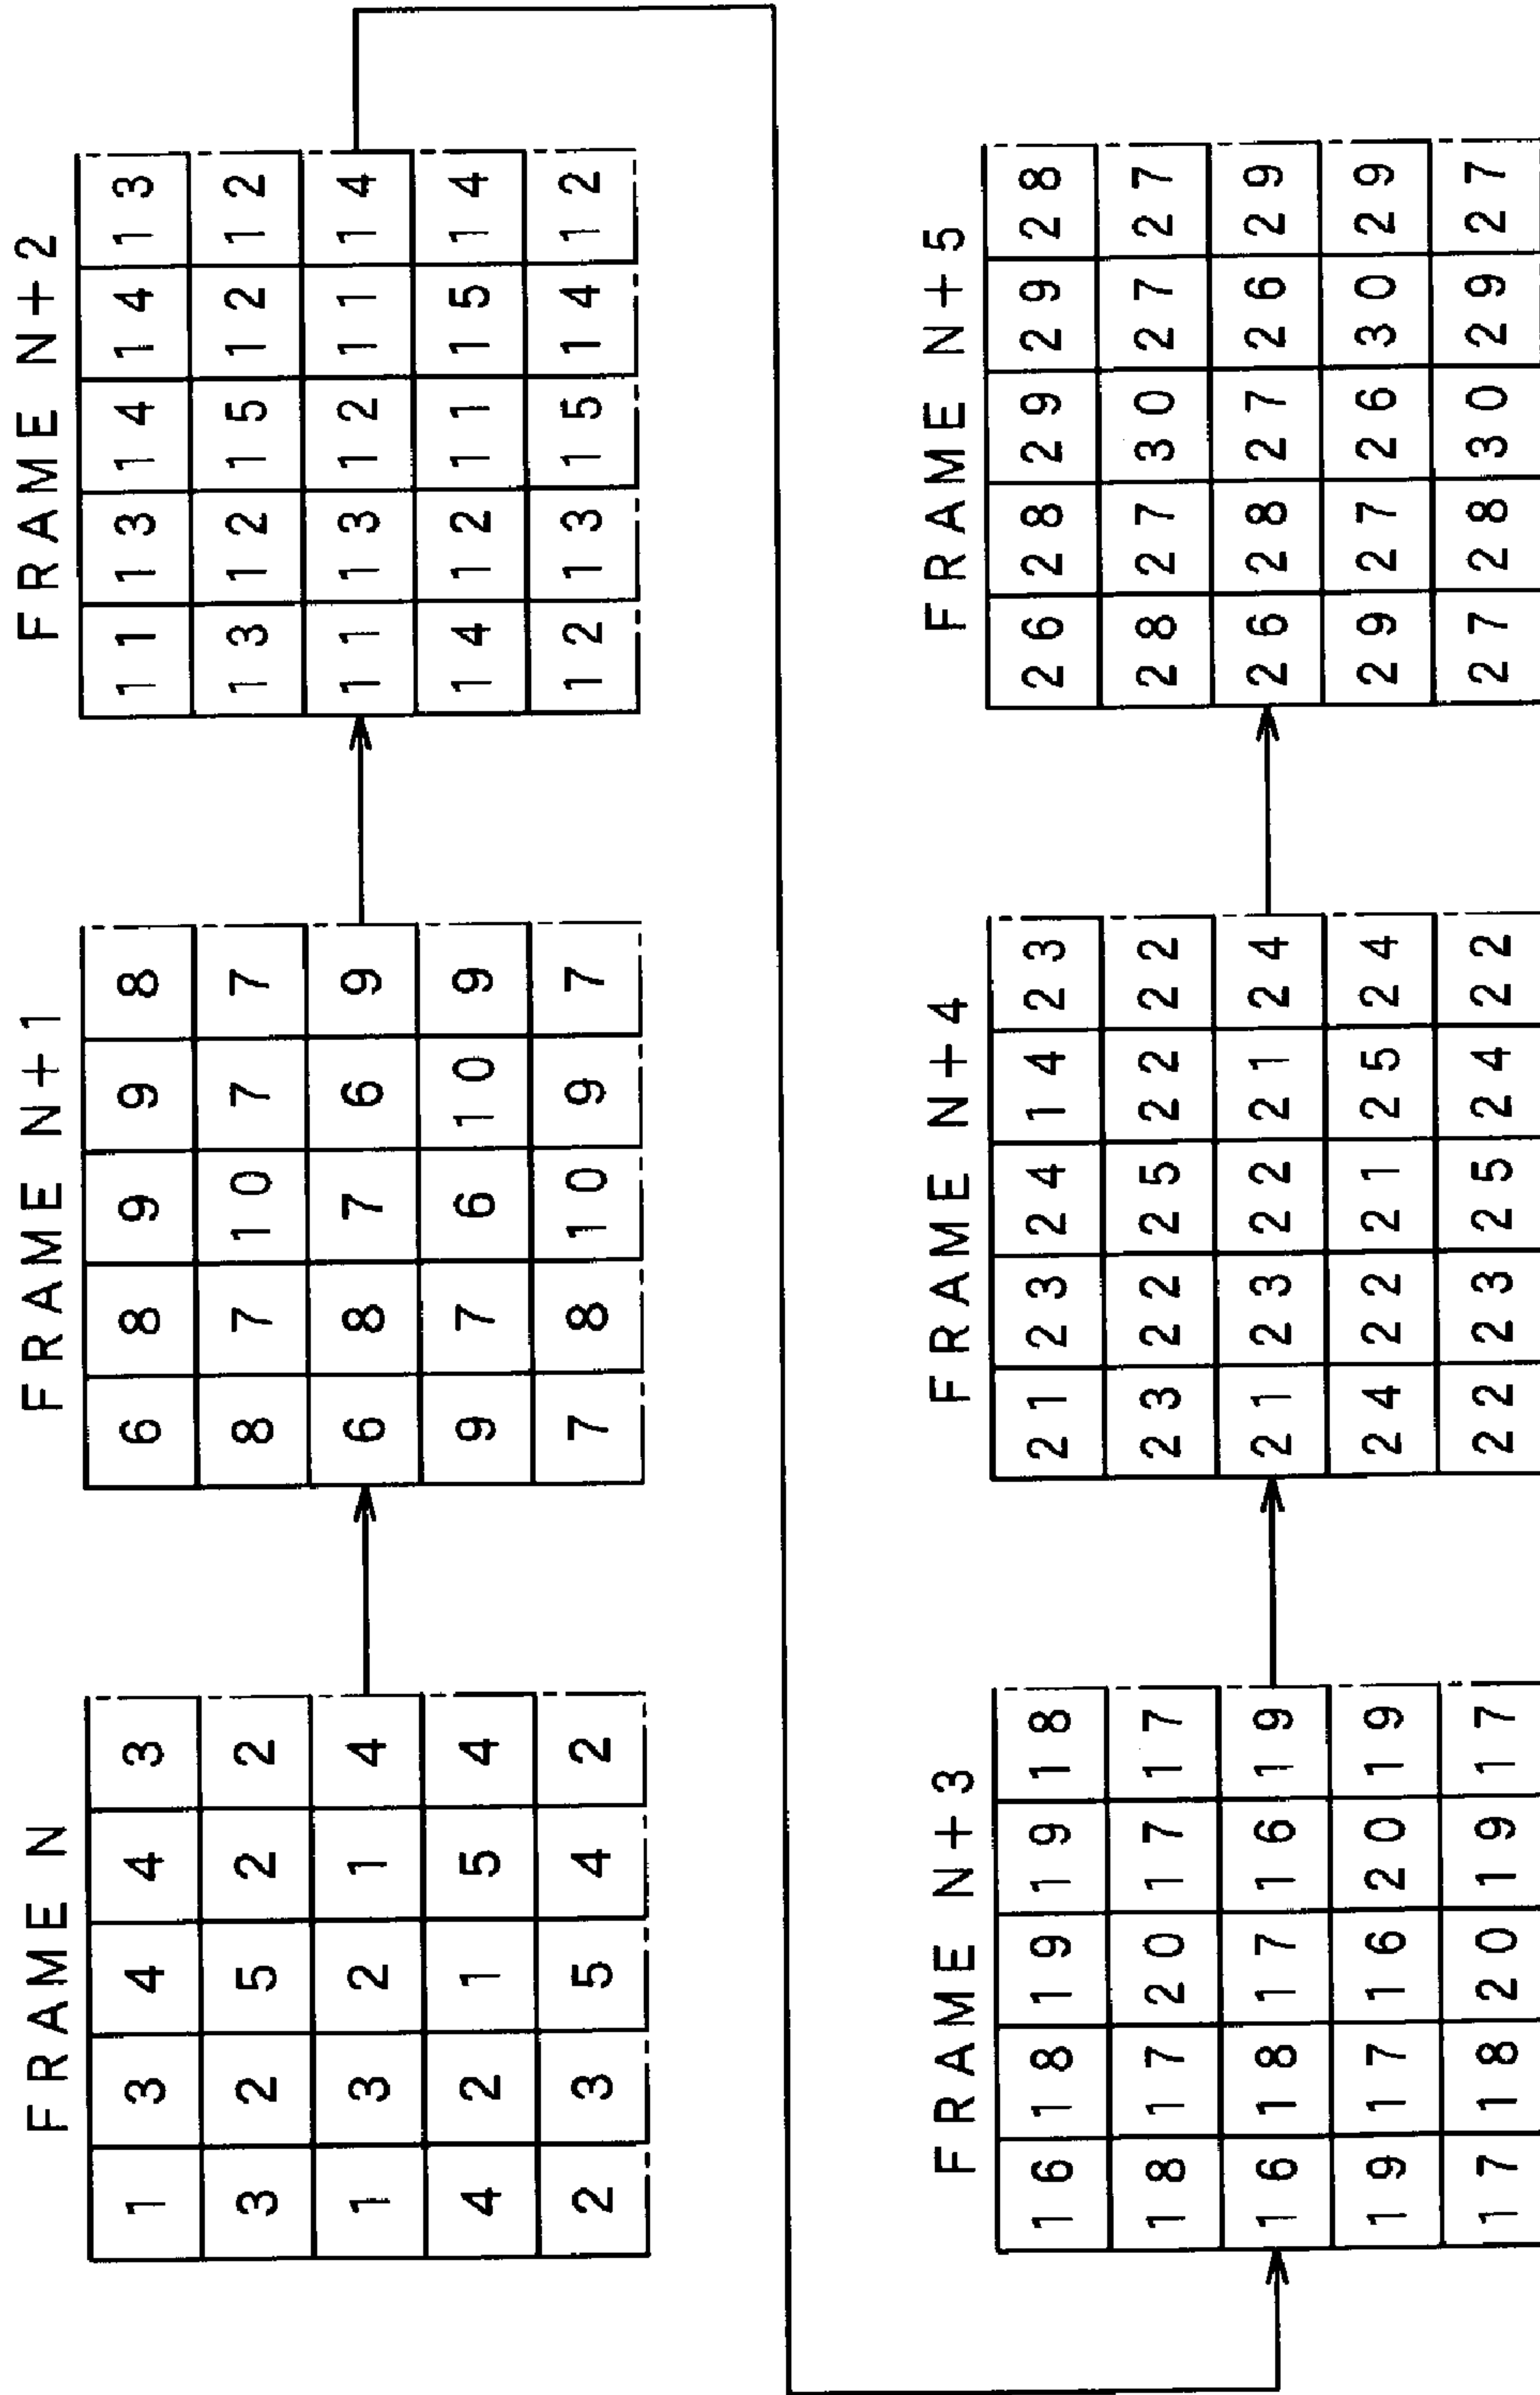 FRAME N
1 3 4 4 3
3 2 5 2 2
1 3 2 1 4
4 2 1 5 4
2 3 5 4 2
FRAME N+1
6 8 9 9 8
8 7 10 7 7
6 8 7 6 9
9 7 6 10 9
7 8 10 9 7
FRAME N+2
11 13 14 14 13
13 12 15 12 12
11 13 12 11 14
14 12 11 15 14
12 13 15 14 12
FRAME N+3
16 18 19 19 18
18 17 20 17 17
16 18 17 16 19
19 17 16 20 19
17 18 20 19 17
FRAME N+4
21 23 24 14 23
23 22 25 22 22
21 23 22 21 24
24 22 21 25 24
22 23 25 24 22
FRAME N+5
26 28 29 29 28
28 27 30 27 27
26 28 27 26 29
29 27 26 30 29
27 28 30 29 27